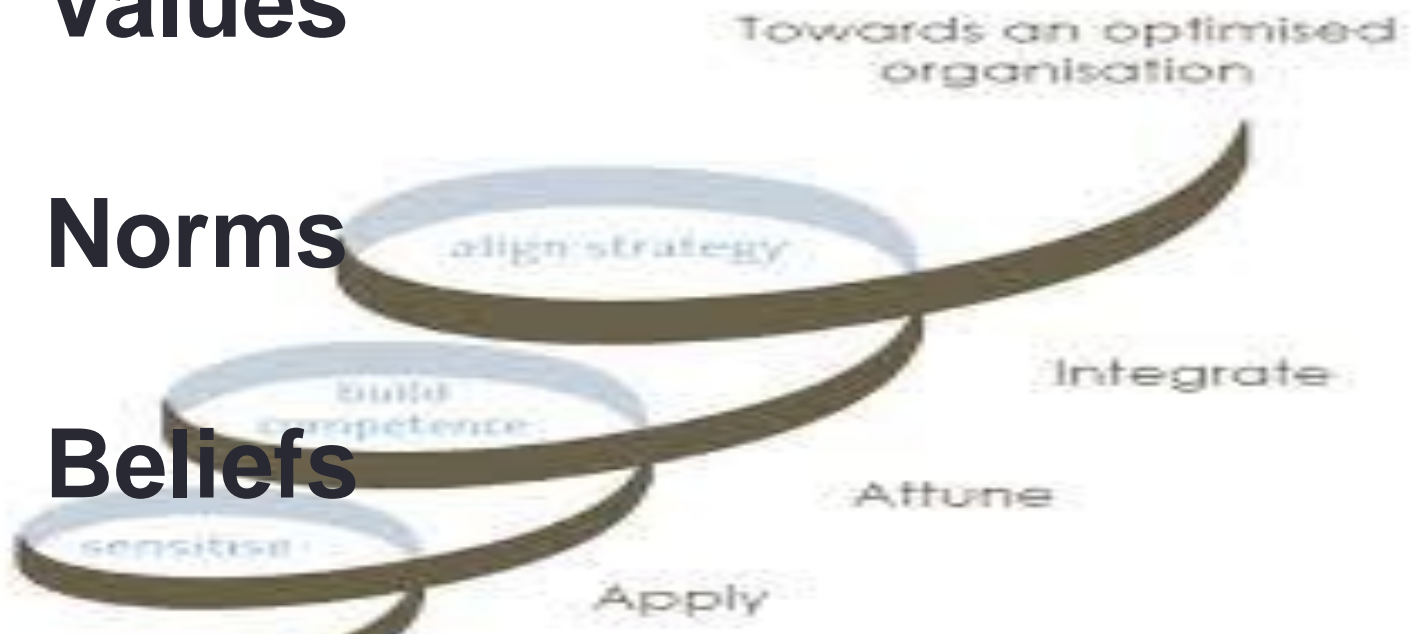 Values
Towards an optimised
organisation
Norms
align strategy
Integrate
build
competence
Beliefs
Attune
sensitise
Apply